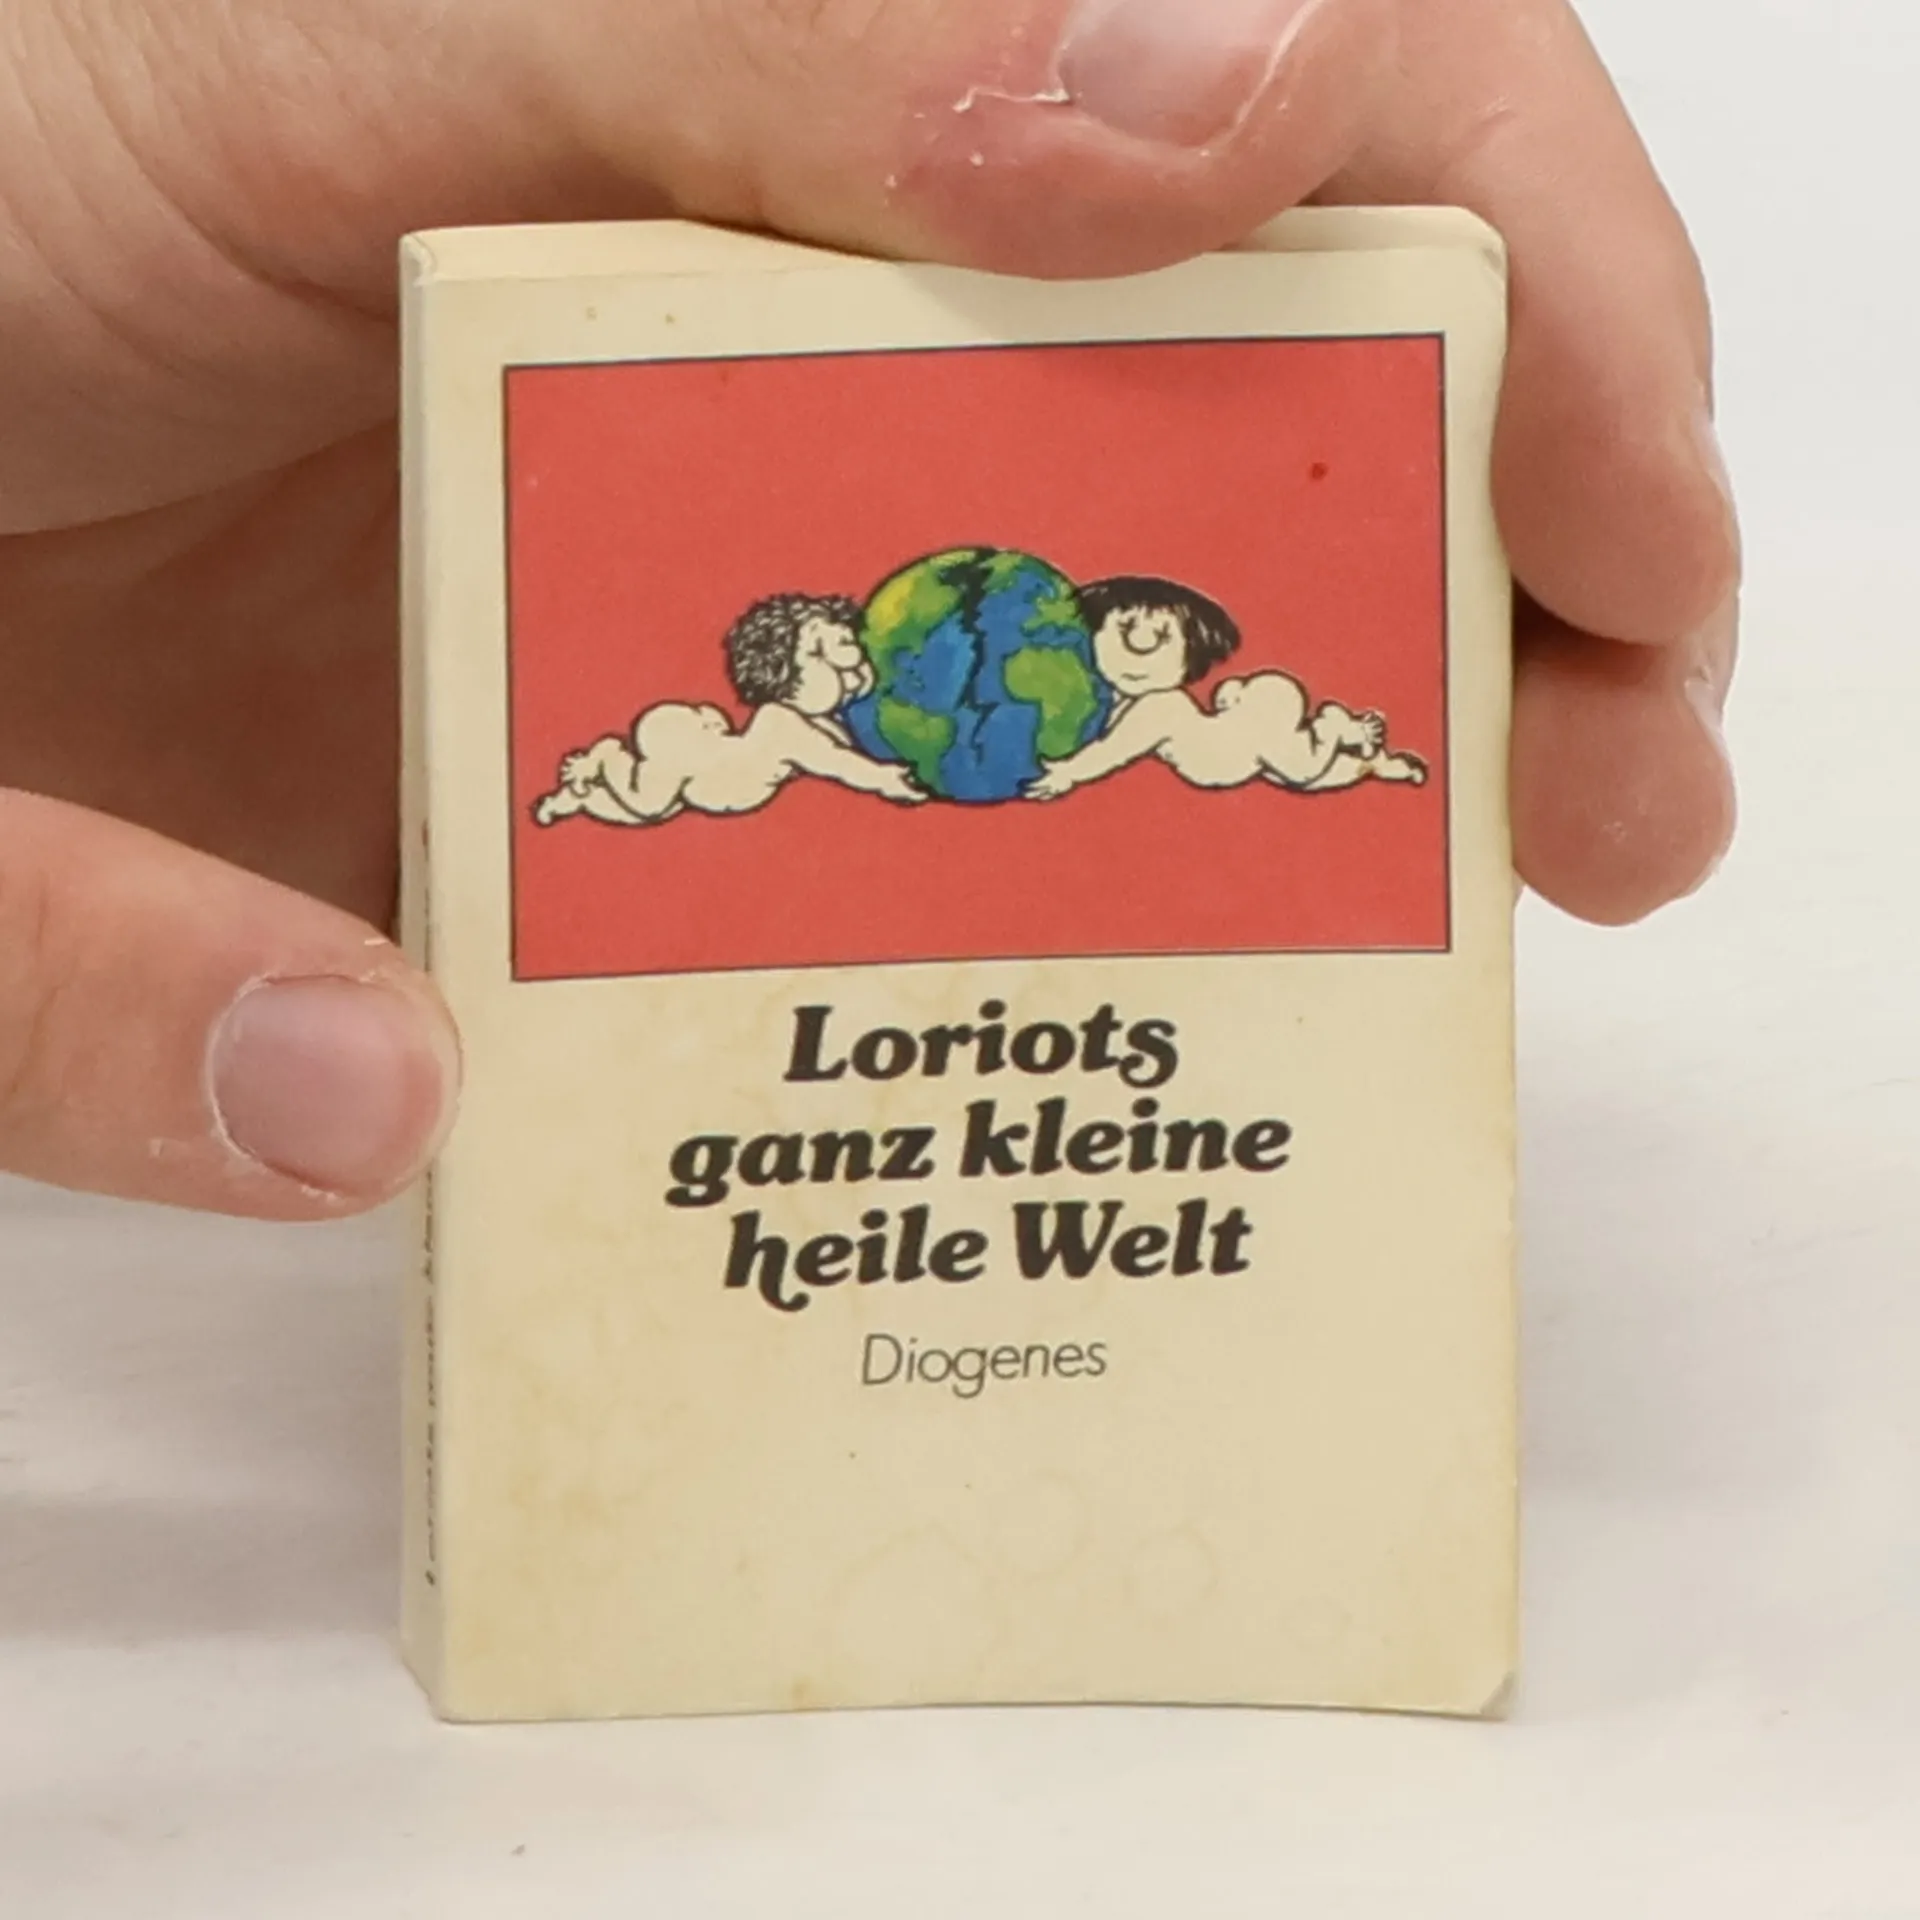 Loriots
ganz kleine
heile Welt
Diogenes